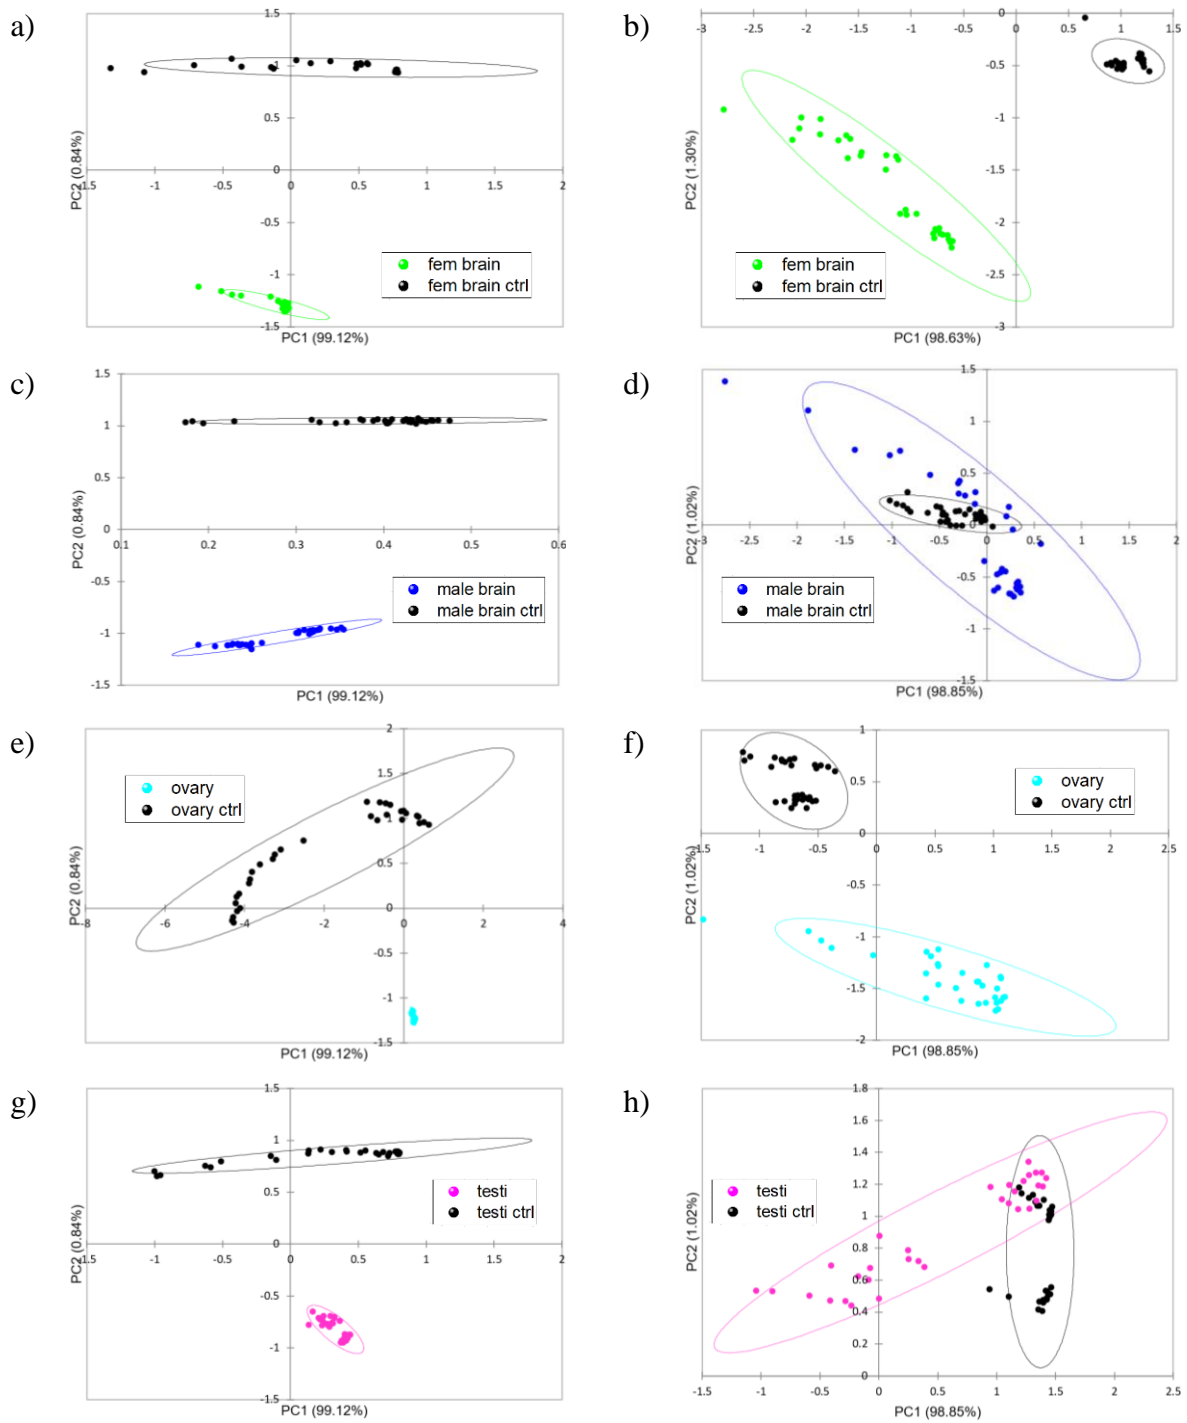 a)
1.5
1
0.5
0
-1.5 -1 -0.5 0 0.5 1 1.5 2
-0.5
-1
-1.5
PC2 (0.84%)
fem brain
fem brain ctrl
PC1 (99.12%)
b)
-3 -2.5 -2 -1.5 -1 -0.5 0 0.5 1 1.5
0
-0.5
-1
-1.5
-2
-2.5
-3
PC2 (1.30%)
fem brain
fem brain ctrl
PC1 (98.63%)
c)
1.5
1
0.5
0
0.1 0.2 0.3 0.4 0.5 0.6
-0.5
-1
-1.5
PC2 (0.84%)
male brain
male brain ctrl
PC1 (99.12%)
d)
1.5
1
0.5
0
-3 -2.5 -2 -1.5 -1 -0.5 0 0.5 1 1.5 2
-0.5
-1
-1.5
PC2 (1.02%)
male brain
male brain ctrl
PC1 (98.85%)
e)
2
1.5
1
0.5
0
-8 -6 -4 -2 0 2 4
-0.5
-1
-1.5
PC2 (0.84%)
ovary
ovary ctrl
PC1 (99.12%)
f)
1
0.5
0
-1.5 -1 -0.5 0 0.5 1 1.5 2 2.5
-0.5
-1
-1.5
-2
PC2 (1.02%)
ovary
ovary ctrl
PC1 (98.85%)
g)
1.5
1
0.5
0
-1.5 -1 -0.5 0 0.5 1 1.5 2
-0.5
-1
-1.5
PC2 (0.84%)
testi
testi ctrl
PC1 (99.12%)
h)
1.8
1.6
1.4
1.2
1
0.8
0.6
0.4
0.2
0
-1.5 -1 -0.5 0 0.5 1 1.5 2 2.5
PC2 (1.02%)
testi
testi ctrl
PC1 (98.85%)